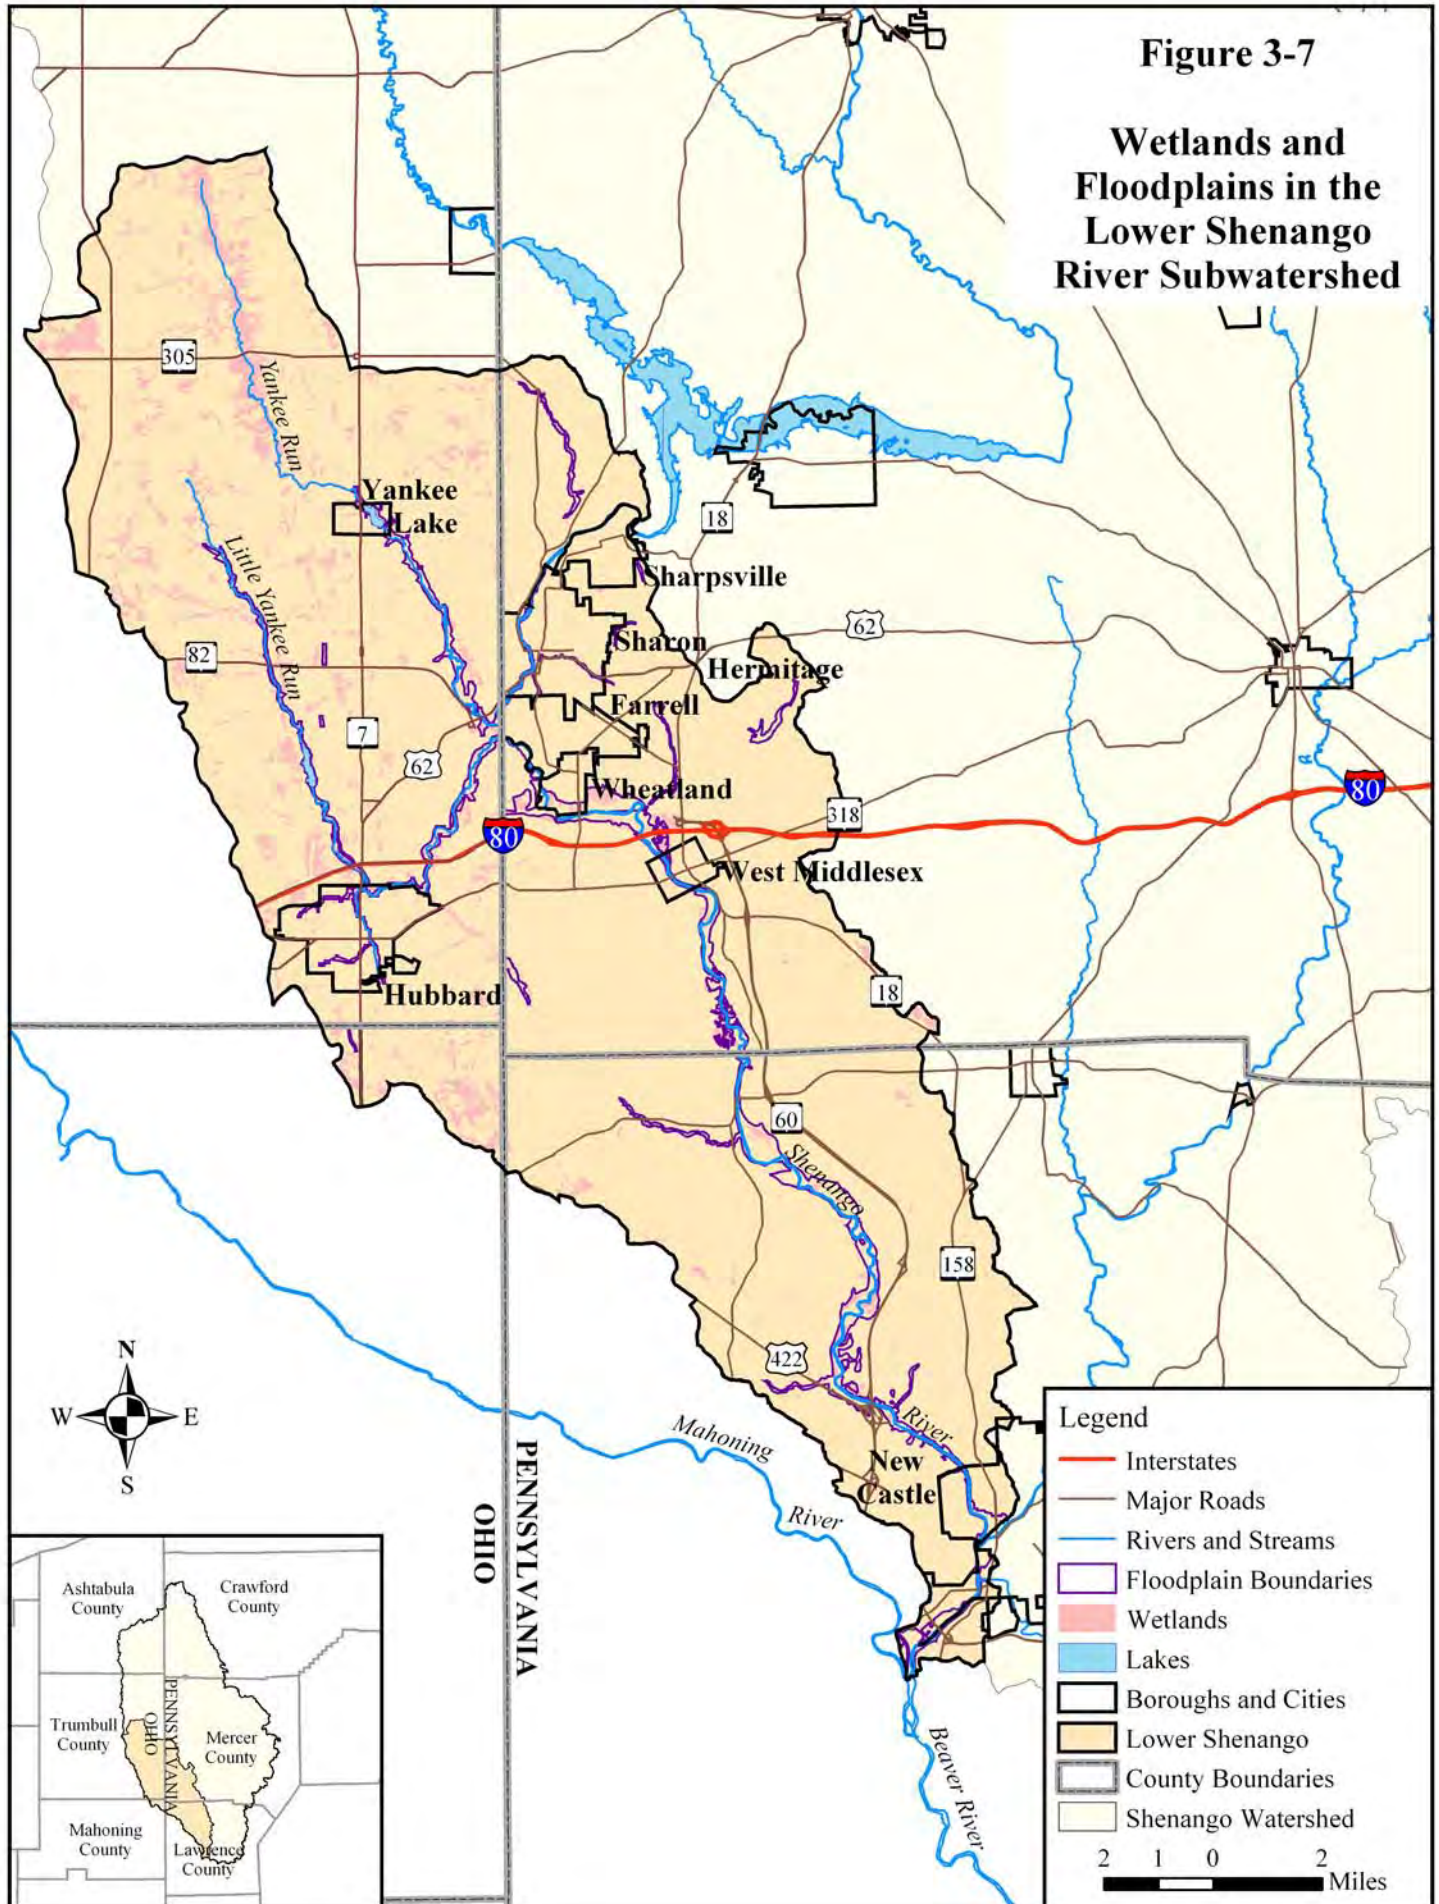 Figure 3-7
Wetlands and
Floodplains in the
Lower Shenango
River Subwatershed
305
Yankee Run
Yankee
Lake
18
Little Yankee Run
Sharpsville
62
Sharon
82
Hermitage
Farrell
7
62
Wheatland
80
318
80
West Middlesex
18
Hubbard
60
Shenango
158
422
N
W
E
S
River
Mahoning
River
New
Castle
OHIO
PENNSYLVANIA
Beaver River
Legend
Interstates
Major Roads
Rivers and Streams
Floodplain Boundaries
Wetlands
Lakes
Boroughs and Cities
Lower Shenango
County Boundaries
Shenango Watershed
2 1 0 2
Miles
Ashtabula
County
Crawford
County
Trumbull
County
OHIO
PENNSYLVANIA
Mercer
County
Mahoning
County
Lawrence
County